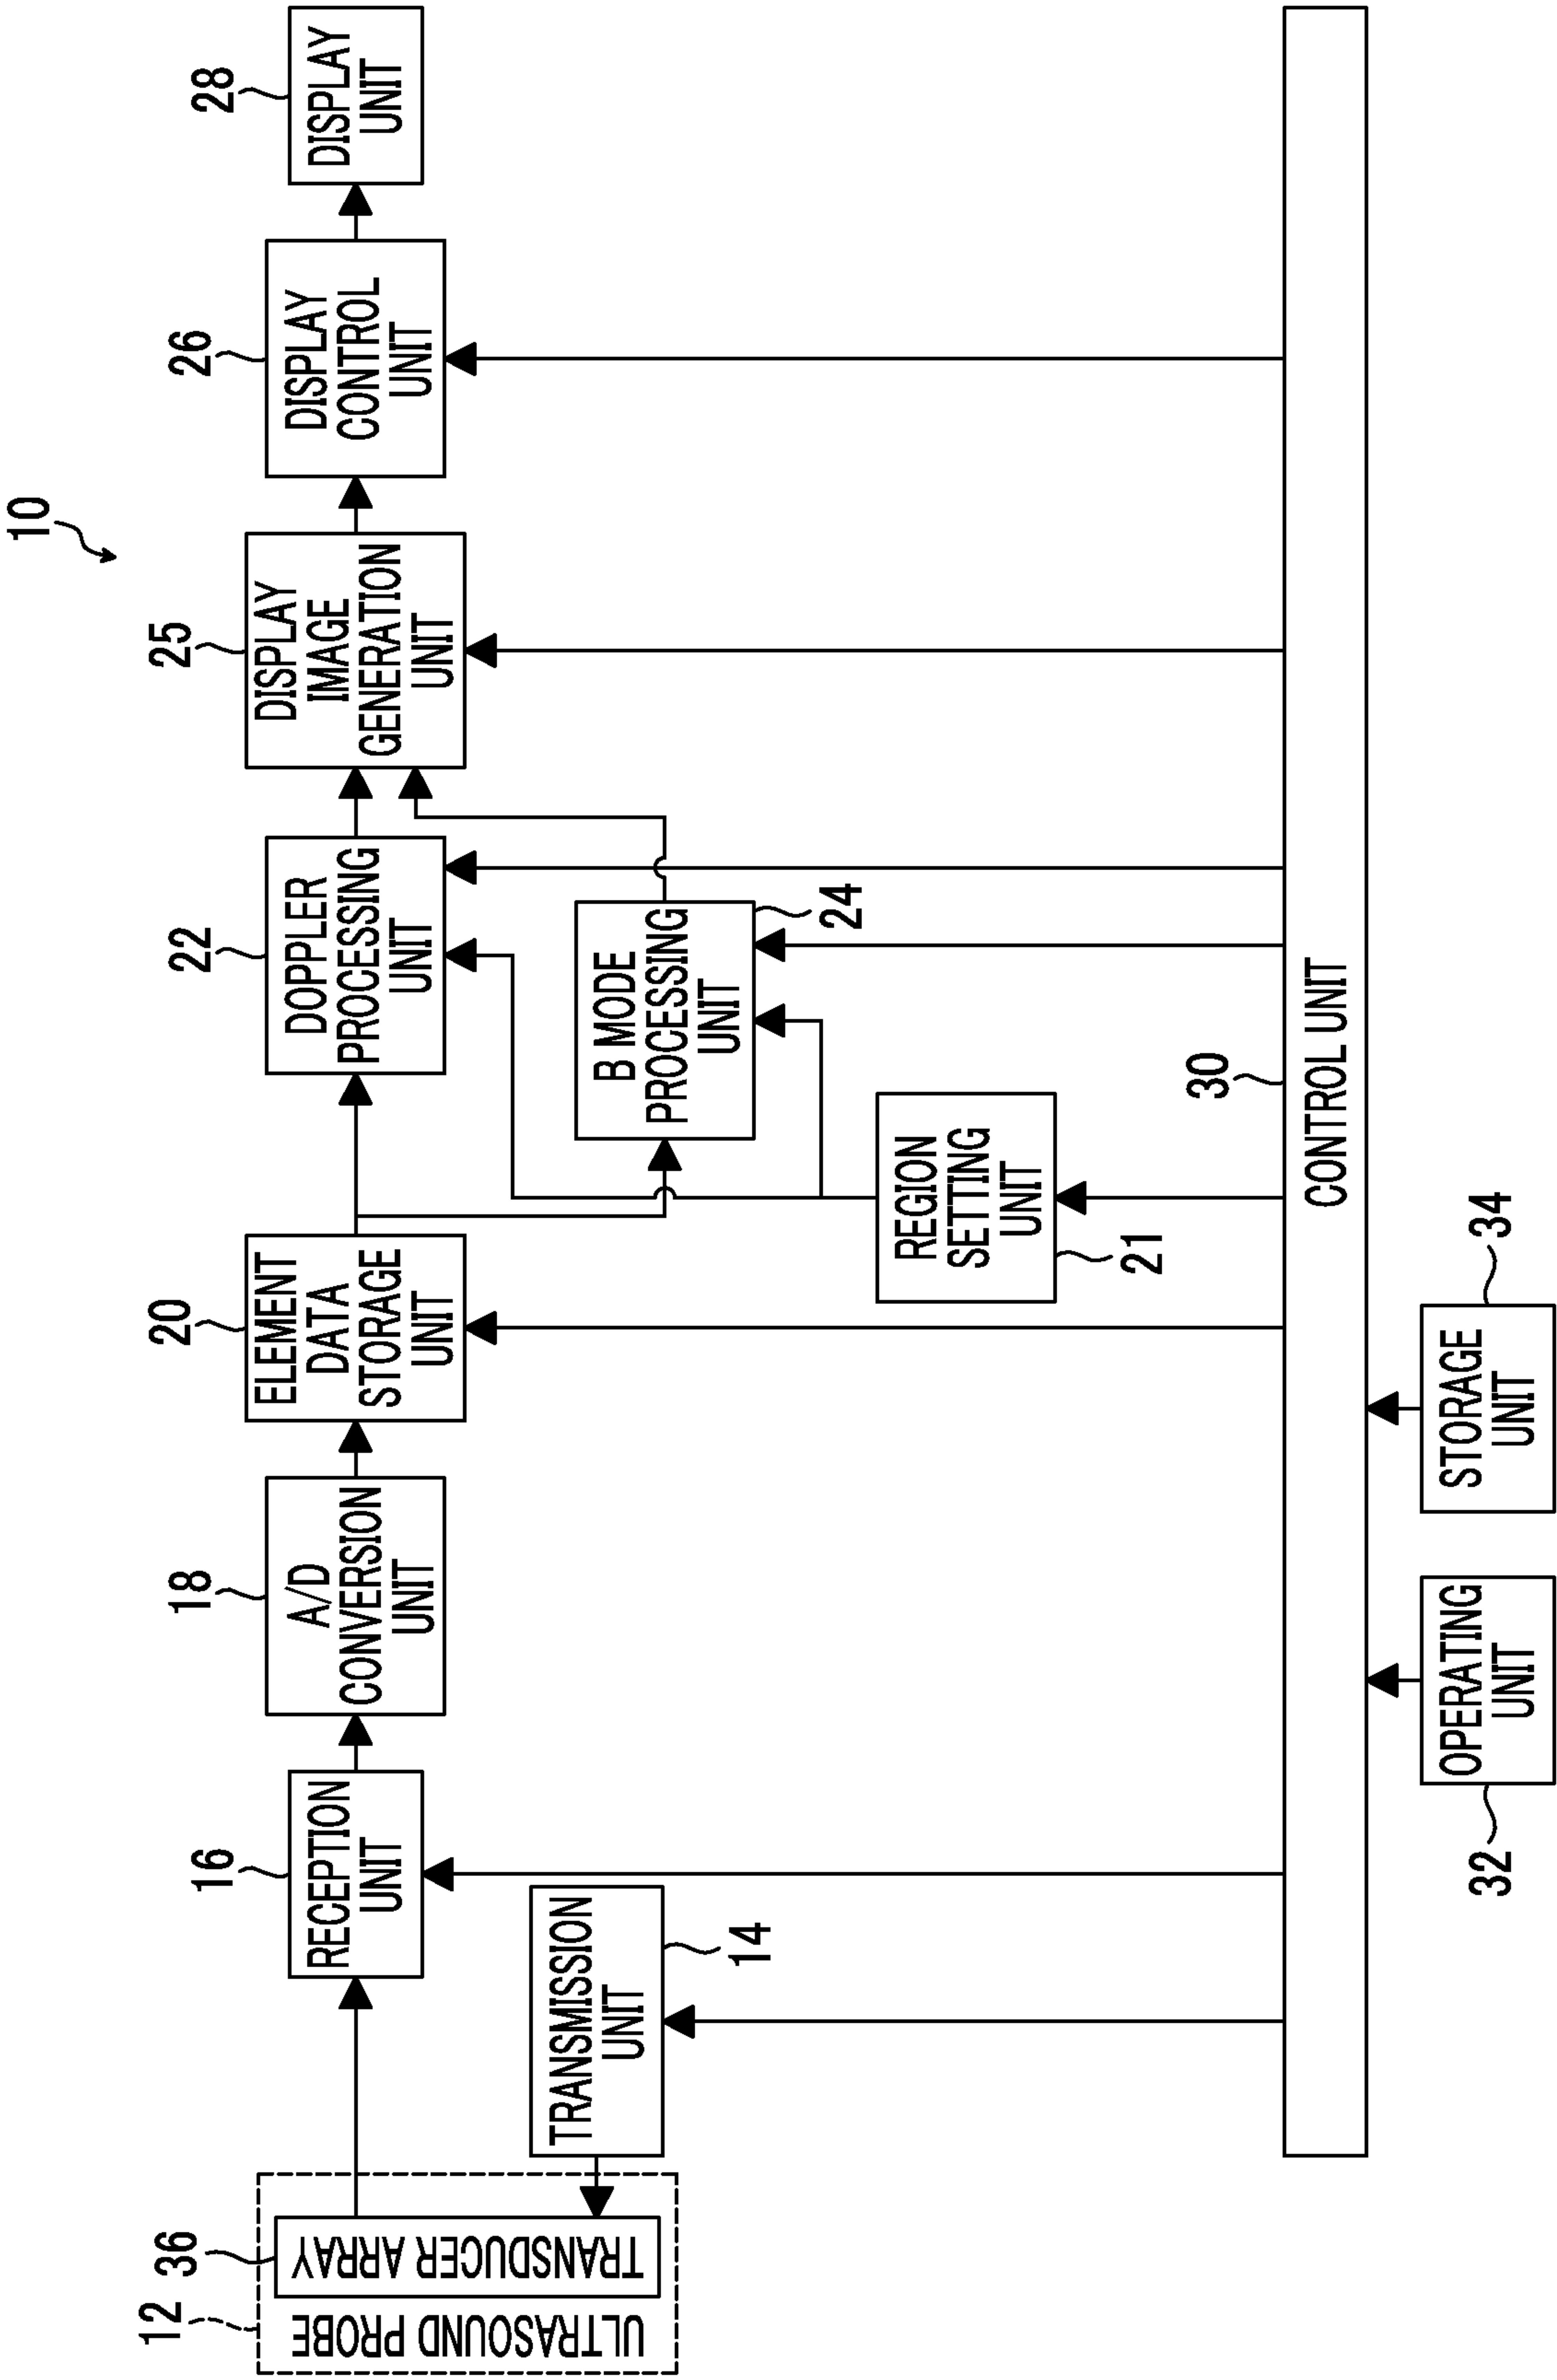 10
12
36
16
18
20
22
25
26
28
ULTRASOUND PROBE
TRANSDUCER ARRAY
RECEPTION
UNIT
A/D
CONVERSION
UNIT
ELEMENT
DATA
STORAGE
UNIT
DOPPLER
PROCESSING
UNIT
DISPLAY
IMAGE
GENERATION
UNIT
DISPLAY
CONTROL
UNIT
DISPLAY
UNIT
TRANSMISSION
UNIT
14
B MODE
PROCESSING
UNIT
24
REGION
SETTING
UNIT
21
30
CONTROL UNIT
OPERATING
UNIT
32
STORAGE
UNIT
34